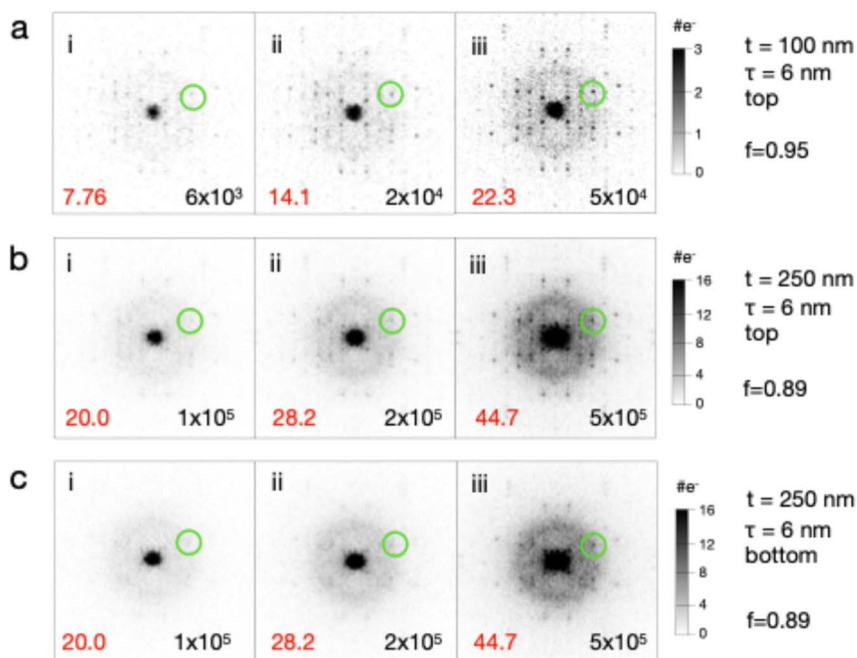 a
i
ii
iii
7.76
6x10³
14.1
2x10⁴
22.3
5x10⁴
#e⁻
3
2
1
0
t = 100 nm
τ = 6 nm
top
f=0.95
b
i
ii
iii
20.0
1x10⁵
28.2
2x10⁵
44.7
5x10⁵
#e⁻
16
12
8
4
0
t = 250 nm
τ = 6 nm
top
f=0.89
c
i
ii
iii
20.0
1x10⁵
28.2
2x10⁵
44.7
5x10⁵
#e⁻
16
12
8
4
0
t = 250 nm
τ = 6 nm
bottom
f=0.89